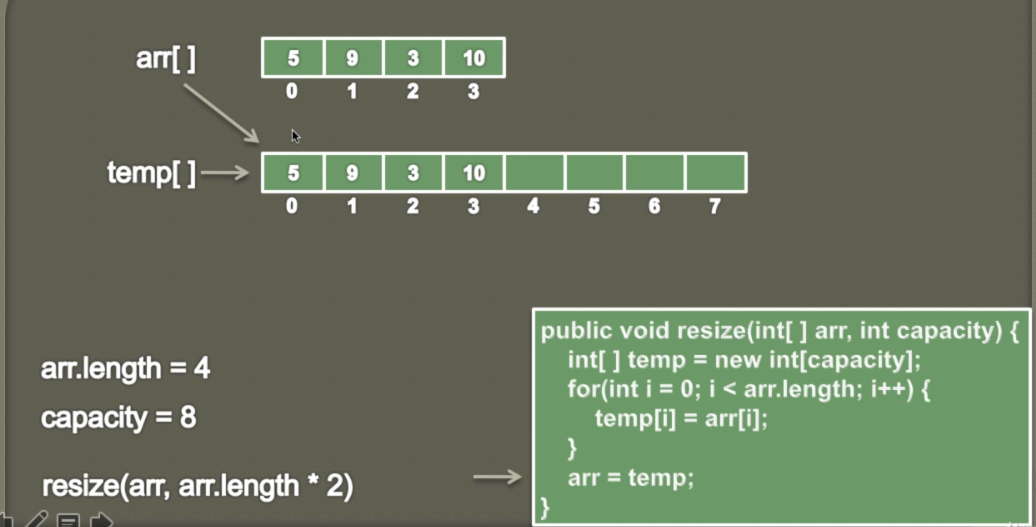 arr[ ]
5 9 3 10
0 1 2 3
temp[ ]
5 9 3 10
0 1 2 3 4 5 6 7
arr.length = 4
capacity = 8
resize(arr, arr.length * 2)
public void resize(int[ ] arr, int capacity) {
int[ ] temp = new int[capacity];
for(int i = 0; i < arr.length; i++) {
temp[i] = arr[i];
}
arr = temp;
}